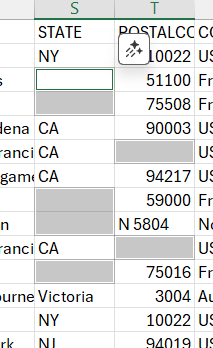 S T
STATE POSTALCO CO
NY 10022 US
s 51100 Fr
75508 Fr
dena CA 90003 US
ranci CA US
game CA 94217 US
59000 Fr
n N 5804 No
ranci CA US
75016 Fr
ourne Victoria 3004 Au
NY 10022 US
rk NJ 94019 US